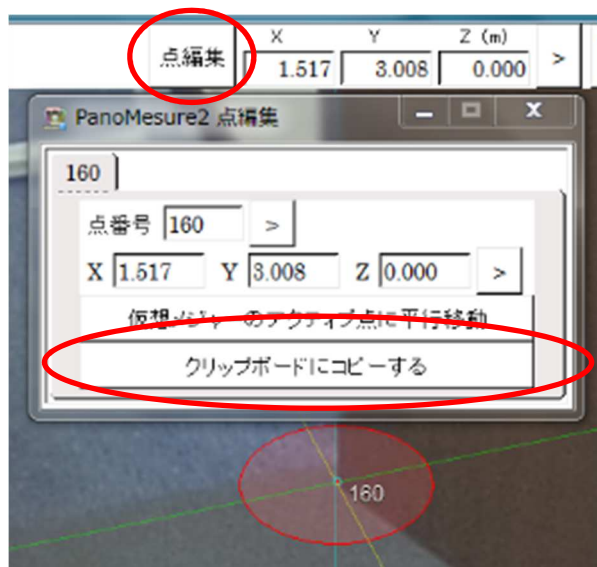 点編集 X Y Z (m)
1.517 3.008 0.000 >
PanoMesure2 点編集
160
点番号 160 >
X 1.517 Y 3.008 Z 0.000 >
仮想メジャーのアクティブ点に平行移動
クリップボードにコピーする
160